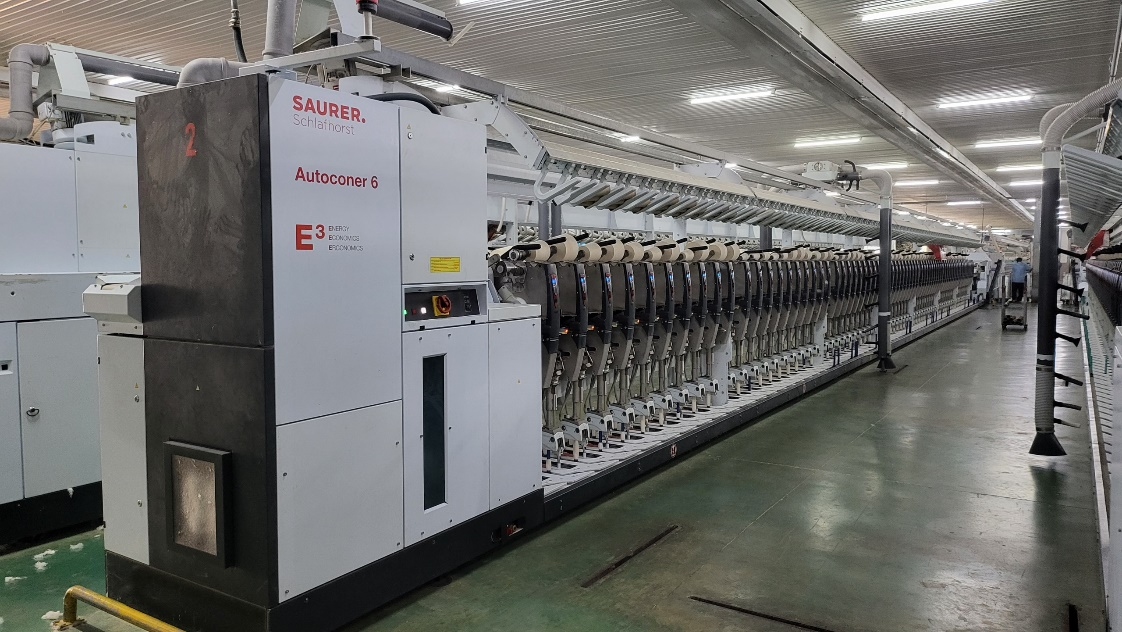 2
SAURER.
Schlafhorst
Autoconer 6
E³ ENERGY
ECONOMICS
ERGONOMICS